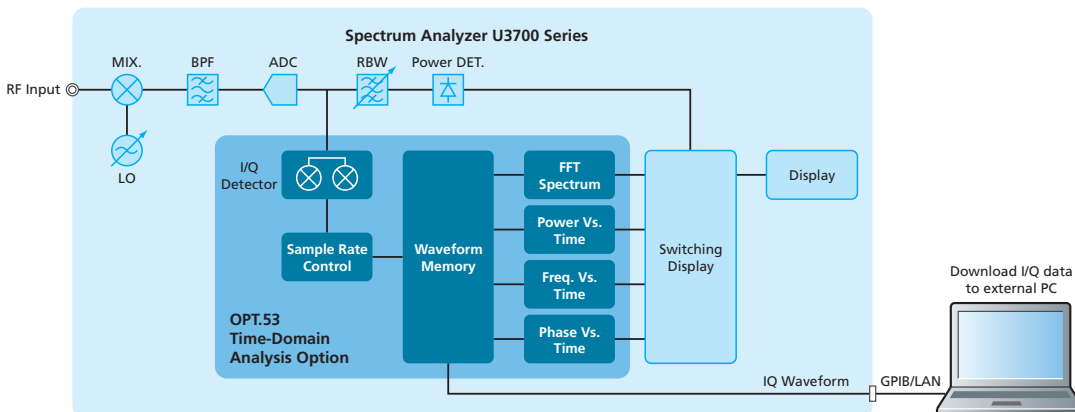 Spectrum Analyzer U3700 Series
MIX.
BPF
ADC
RBW
Power DET.
RF Input
LO
I/Q
Detector
FFT
Spectrum
Display
Power Vs.
Time
Sample Rate
Control
Waveform
Memory
Switching
Display
Freq. Vs.
Time
Download I/Q data
to external PC
OPT.53
Time-Domain
Analysis Option
Phase Vs.
Time
IQ Waveform
GPIB/LAN